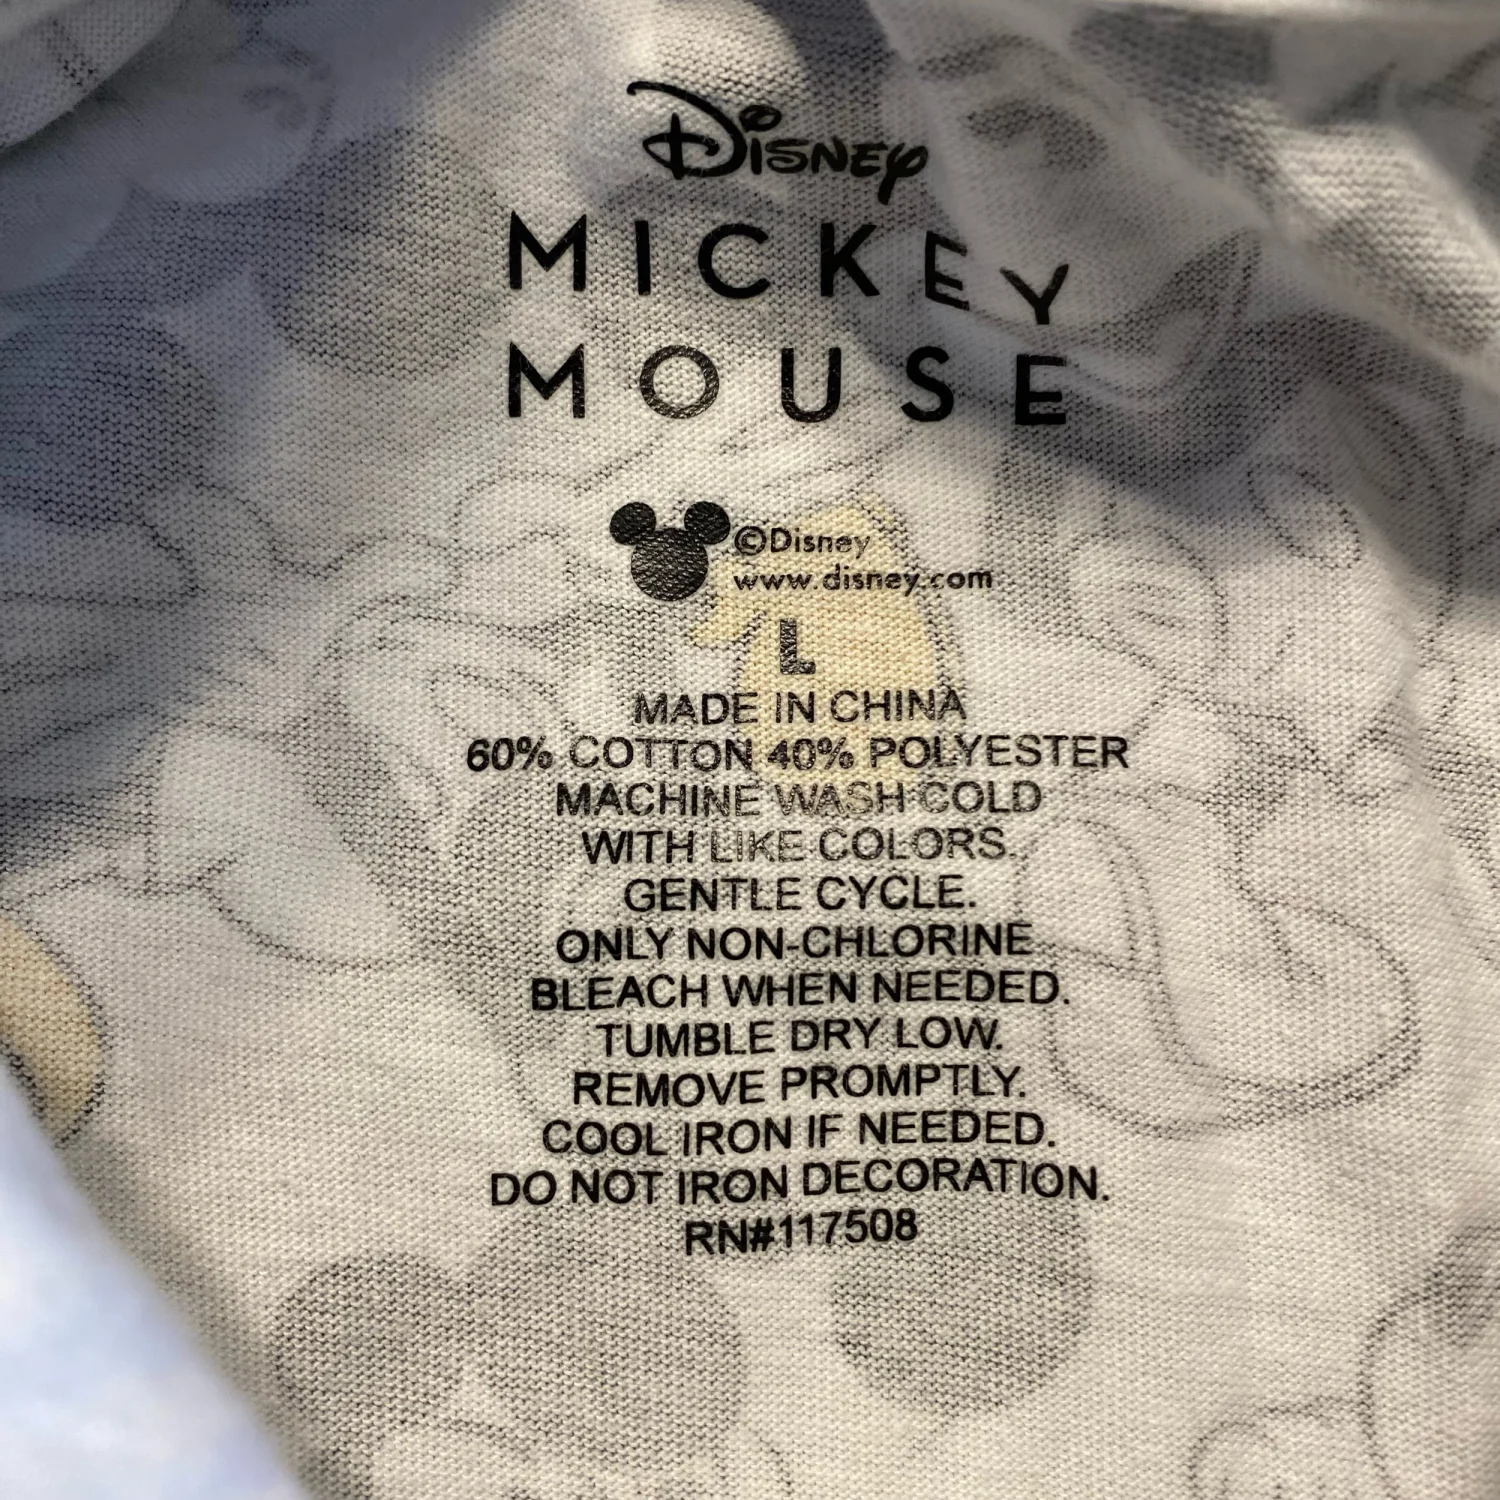 Disney
MICKEY
MOUSE
©Disney
www.disney.com
L
MADE IN CHINA
60% COTTON 40% POLYESTER
MACHINE WASH COLD
WITH LIKE COLORS.
GENTLE CYCLE.
ONLY NON-CHLORINE
BLEACH WHEN NEEDED.
TUMBLE DRY LOW.
REMOVE PROMPTLY.
COOL IRON IF NEEDED.
DO NOT IRON DECORATION.
RN#117508